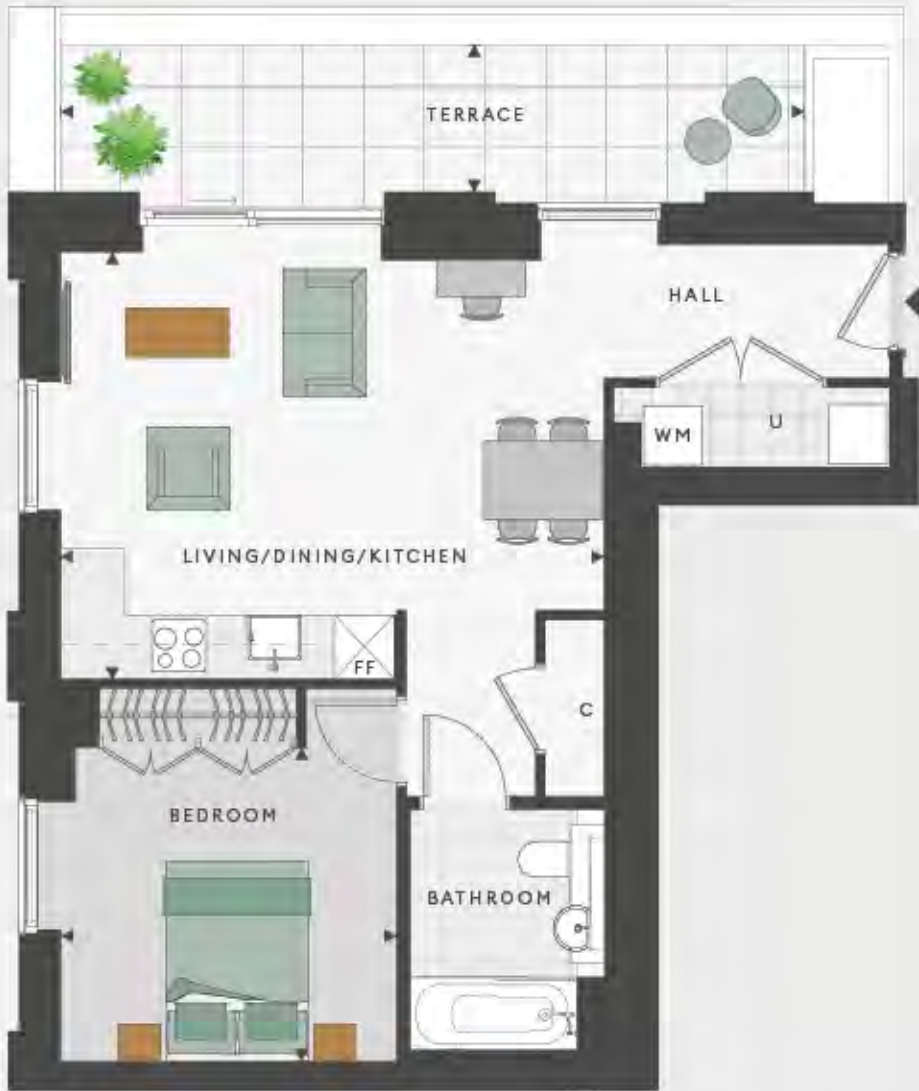 TERRACE
HALL
WM
U
LIVING/DINING/KITCHEN
FF
C
BEDROOM
BATHROOM